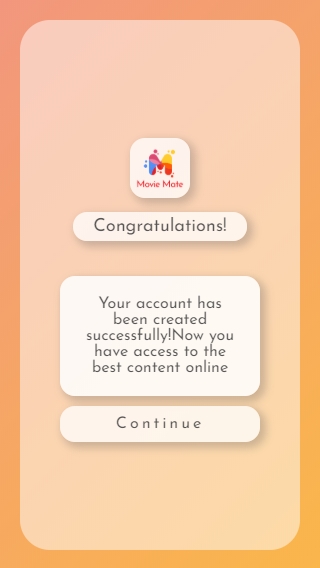 Movie Mate
Congratulations!
Your account has
been created
successfully!Now you
have access to the
best content online
Continue